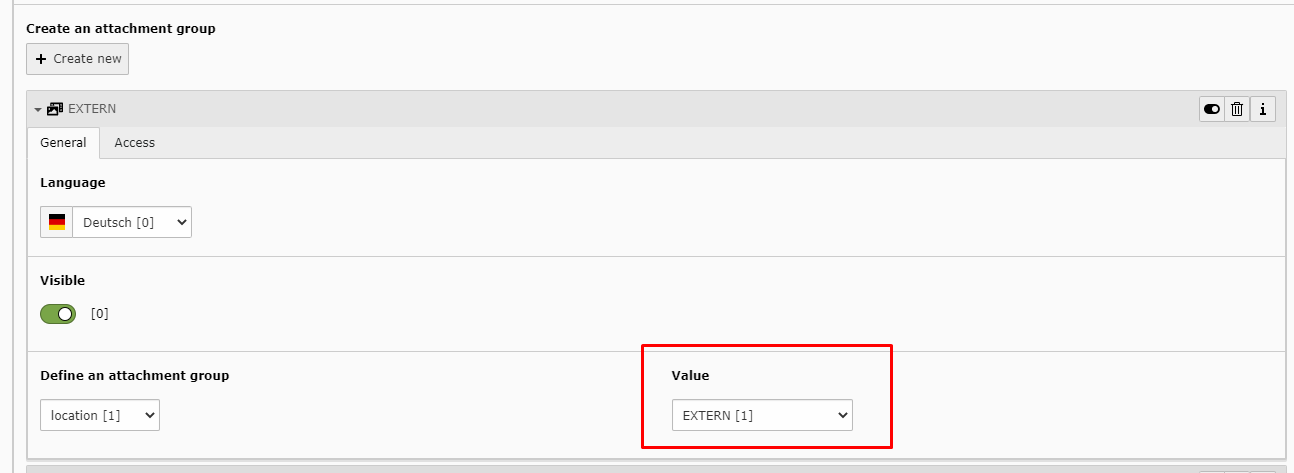 Create an attachment group
+ Create new
EXTERN
General Access
Language
Deutsch [0]
Visible
[0]
Define an attachment group Value
location [1] EXTERN [1]